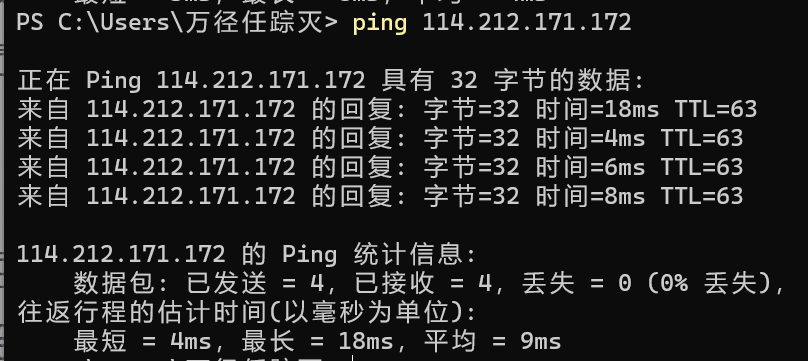 PS C:\Users\万径任踪灭> ping 114.212.171.172
正在 Ping 114.212.171.172 具有 32 字节的数据:
来自 114.212.171.172 的回复: 字节=32 时间=18ms TTL=63
来自 114.212.171.172 的回复: 字节=32 时间=4ms TTL=63
来自 114.212.171.172 的回复: 字节=32 时间=6ms TTL=63
来自 114.212.171.172 的回复: 字节=32 时间=8ms TTL=63
114.212.171.172 的 Ping 统计信息:
数据包: 已发送 = 4, 已接收 = 4, 丢失 = 0 (0% 丢失),
往返行程的估计时间(以毫秒为单位):
最短 = 4ms, 最长 = 18ms, 平均 = 9ms